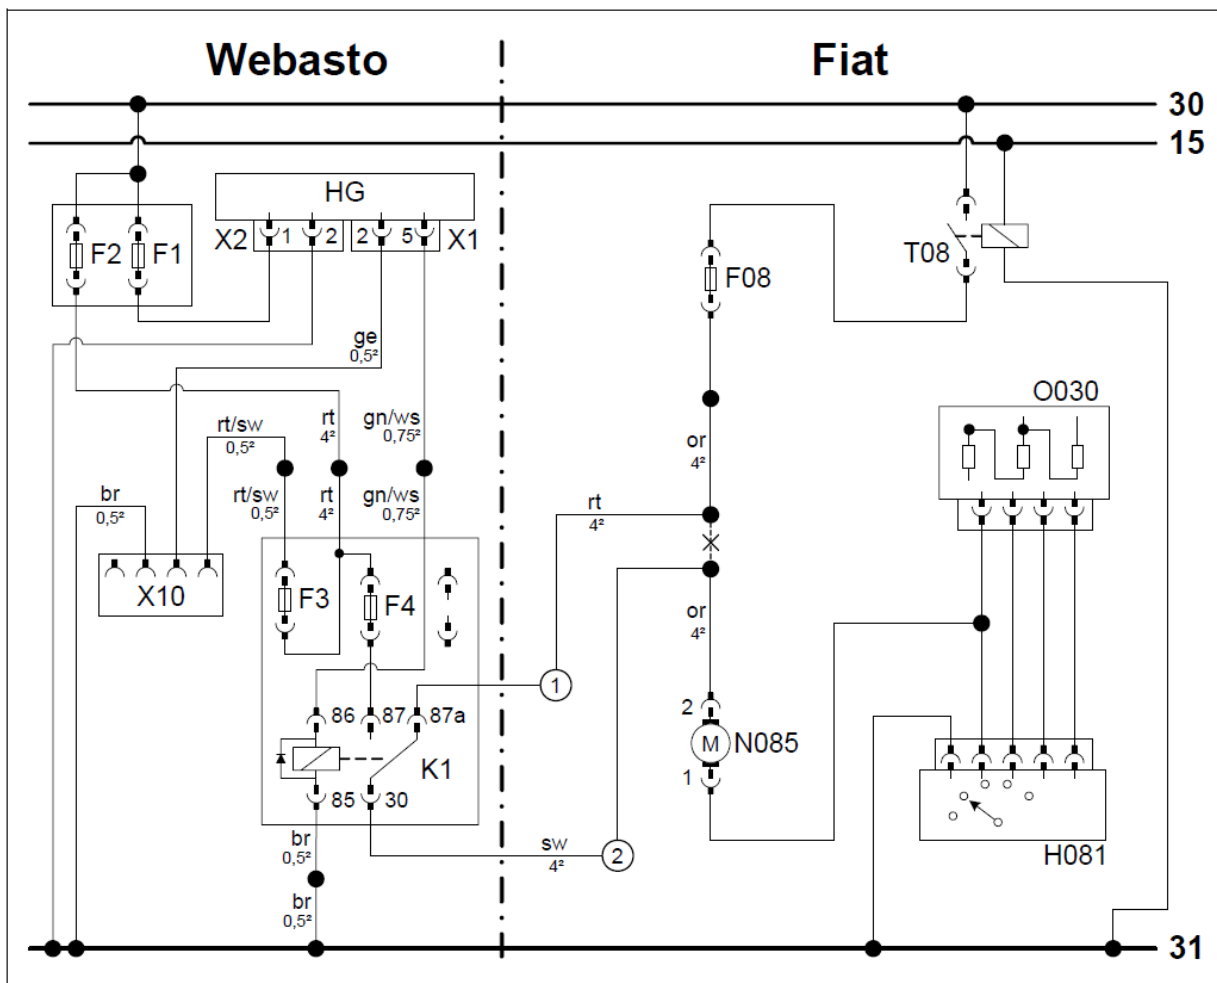 Webasto
Fiat
30
15
HG
X2 1 2 2 5 X1
F2 F1
T08
F08
ge
0,5²
O030
rt/sw
0,5²
rt
4²
gn/ws
0,75²
or
4²
rt/sw
0,5²
rt
4²
gn/ws
0,75²
br
0,5²
rt
4²
X10
F3 F4
or
4²
1
86 87 87a
2
M N085
K1
1
85 30
br
0,5²
sw
4²
2
H081
br
0,5²
31